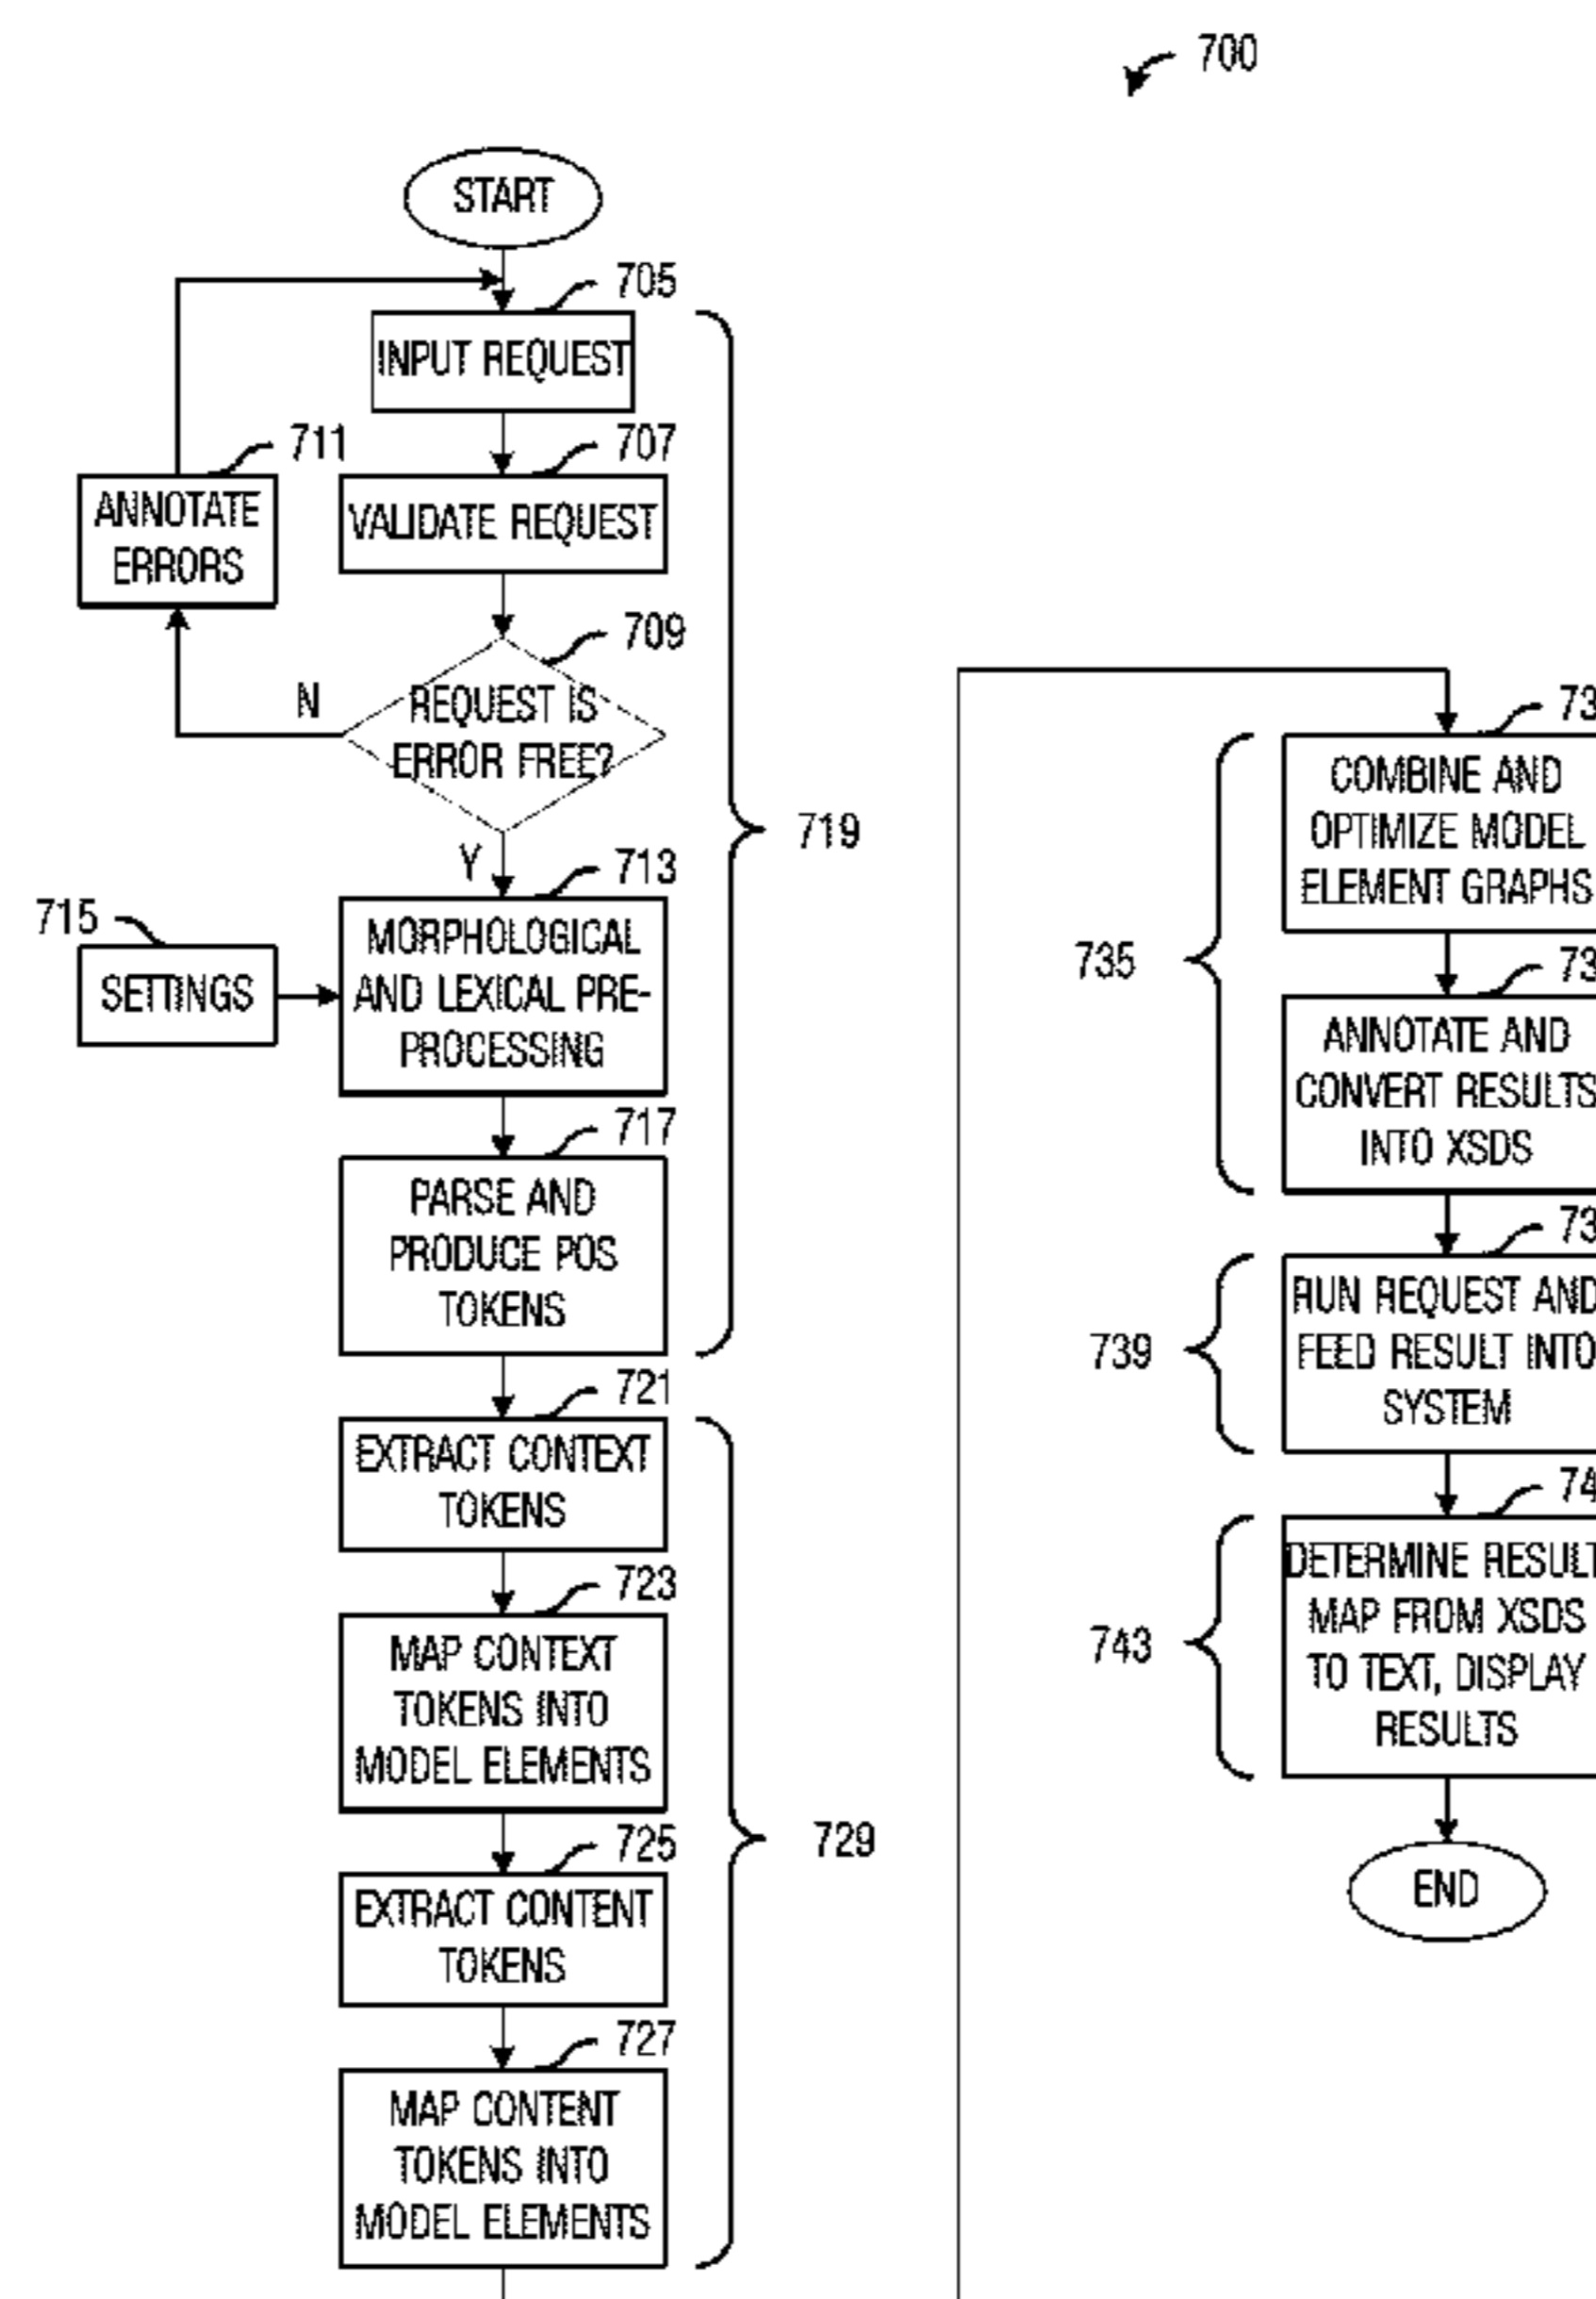 700
START
705
INPUT REQUEST
711
707
ANNOTATE
ERRORS
VALIDATE REQUEST
709
N
REQUEST IS
ERROR FREE?
719
Y
713
715
SETTINGS
MORPHOLOGICAL
AND LEXICAL PRE-
PROCESSING
717
PARSE AND
PRODUCE POS
TOKENS
721
EXTRACT CONTEXT
TOKENS
723
MAP CONTEXT
TOKENS INTO
MODEL ELEMENTS
729
725
EXTRACT CONTENT
TOKENS
727
MAP CONTENT
TOKENS INTO
MODEL ELEMENTS
COMBINE AND
OPTIMIZE MODEL
ELEMENT GRAPHS
735
ANNOTATE AND
CONVERT RESULTS
INTO XSDS
RUN REQUEST AND
FEED RESULT INTO
SYSTEM
739
DETERMINE RESULT
MAP FROM XSDS
TO TEXT, DISPLAY
RESULTS
743
END